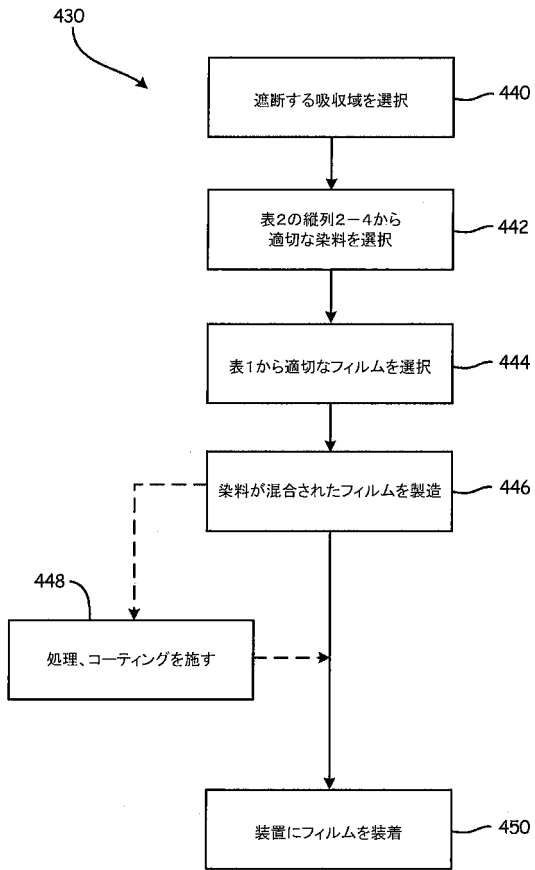 430
遮断する吸収域を選択
440
表2の縦列2-4から
適切な染料を選択
442
表1から適切なフィルムを選択
444
染料が混合されたフィルムを製造
446
448
処理、コーティングを施す
装置にフィルムを装着
450